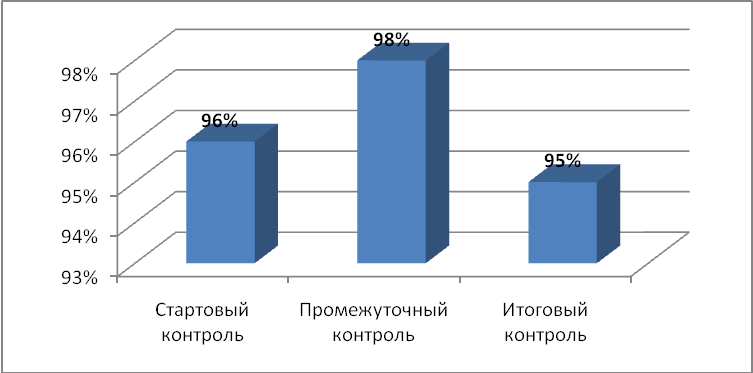 98%
98%
97%
96%
96%
95%
95%
94%
93%
Стартовый
контроль
Промежуточный
контроль
Итоговый
контроль